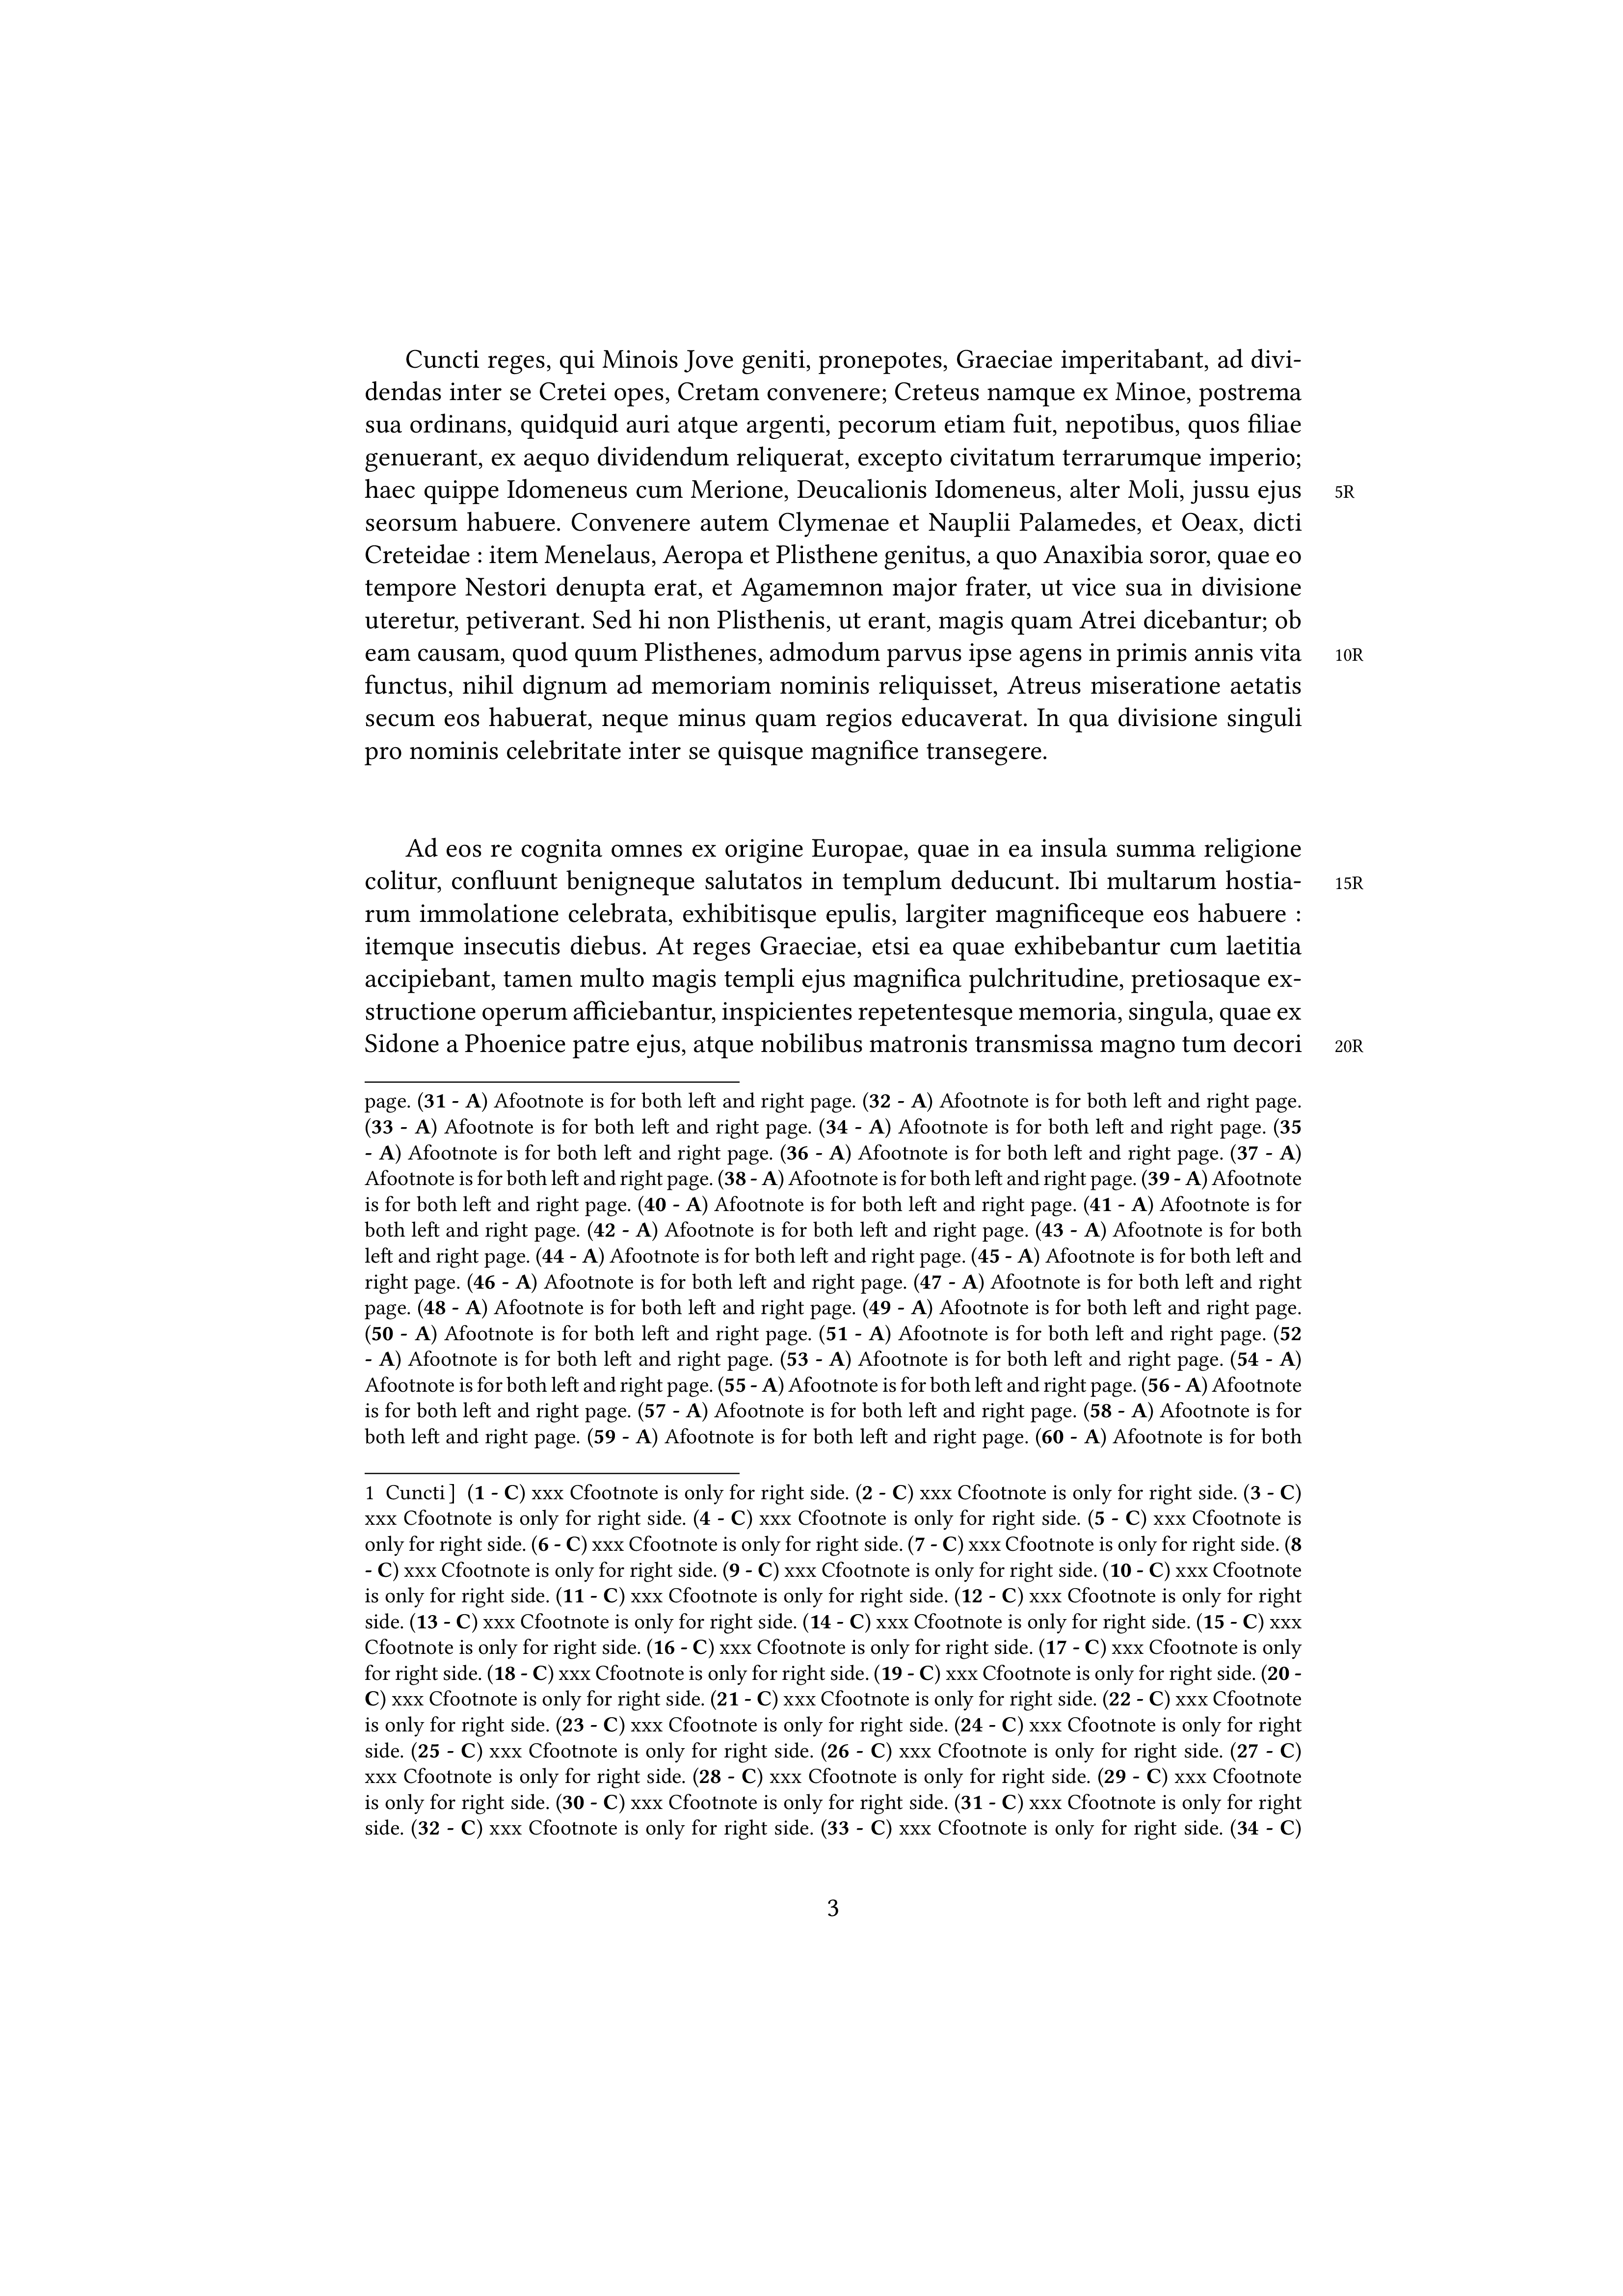 Cuncti reges, qui Minois Jove geniti, pronepotes, Graeciae imperitabant, ad divi-
dendas inter se Cretei opes, Cretam convenere; Creteus namque ex Minoe, postrema
sua ordinans, quidquid auri atque argenti, pecorum etiam fuit, nepotibus, quos filiae
genuerant, ex aequo dividendum reliquerat, excepto civitatum terrarumque imperio;
haec quippe Idomeneus cum Merione, Deucalionis Idomeneus, alter Moli, jussu ejus 5R
seorsum habuere. Convenere autem Clymenae et Nauplii Palamedes, et Oeax, dicti
Creteidae : item Menelaus, Aeropa et Plisthene genitus, a quo Anaxibia soror, quae eo
tempore Nestori denupta erat, et Agamemnon major frater, ut vice sua in divisione
uteretur, petiverant. Sed hi non Plisthenis, ut erant, magis quam Atrei dicebantur; ob
eam causam, quod quum Plisthenes, admodum parvus ipse agens in primis annis vita 10R
functus, nihil dignum ad memoriam nominis reliquisset, Atreus miseratione aetatis
secum eos habuerat, neque minus quam regios educaverat. In qua divisione singuli
pro nominis celebritate inter se quisque magnifice transegere.
Ad eos re cognita omnes ex origine Europae, quae in ea insula summa religione
colitur, confluunt benigneque salutatos in templum deducunt. Ibi multarum hostia- 15R
rum immolatione celebrata, exhibitisque epulis, largiter magnificeque eos habuere :
itemque insecutis diebus. At reges Graeciae, etsi ea quae exhibebantur cum laetitia
accipiebant, tamen multo magis templi ejus magnifica pulchritudine, pretiosaque ex-
structione operum afficiebantur, inspicientes repetentesque memoria, singula, quae ex
Sidone a Phoenice patre ejus, atque nobilibus matronis transmissa magno tum decori 20R
page. (31 - A) Afootnote is for both left and right page. (32 - A) Afootnote is for both left and right page.
(33 - A) Afootnote is for both left and right page. (34 - A) Afootnote is for both left and right page. (35
- A) Afootnote is for both left and right page. (36 - A) Afootnote is for both left and right page. (37 - A)
Afootnote is for both left and right page. (38 - A) Afootnote is for both left and right page. (39 - A) Afootnote
is for both left and right page. (40 - A) Afootnote is for both left and right page. (41 - A) Afootnote is for
both left and right page. (42 - A) Afootnote is for both left and right page. (43 - A) Afootnote is for both
left and right page. (44 - A) Afootnote is for both left and right page. (45 - A) Afootnote is for both left and
right page. (46 - A) Afootnote is for both left and right page. (47 - A) Afootnote is for both left and right
page. (48 - A) Afootnote is for both left and right page. (49 - A) Afootnote is for both left and right page.
(50 - A) Afootnote is for both left and right page. (51 - A) Afootnote is for both left and right page. (52
- A) Afootnote is for both left and right page. (53 - A) Afootnote is for both left and right page. (54 - A)
Afootnote is for both left and right page. (55 - A) Afootnote is for both left and right page. (56 - A) Afootnote
is for both left and right page. (57 - A) Afootnote is for both left and right page. (58 - A) Afootnote is for
both left and right page. (59 - A) Afootnote is for both left and right page. (60 - A) Afootnote is for both
1 Cuncti ] (1 - C) xxx Cfootnote is only for right side. (2 - C) xxx Cfootnote is only for right side. (3 - C)
xxx Cfootnote is only for right side. (4 - C) xxx Cfootnote is only for right side. (5 - C) xxx Cfootnote is
only for right side. (6 - C) xxx Cfootnote is only for right side. (7 - C) xxx Cfootnote is only for right side. (8
- C) xxx Cfootnote is only for right side. (9 - C) xxx Cfootnote is only for right side. (10 - C) xxx Cfootnote
is only for right side. (11 - C) xxx Cfootnote is only for right side. (12 - C) xxx Cfootnote is only for right
side. (13 - C) xxx Cfootnote is only for right side. (14 - C) xxx Cfootnote is only for right side. (15 - C) xxx
Cfootnote is only for right side. (16 - C) xxx Cfootnote is only for right side. (17 - C) xxx Cfootnote is only
for right side. (18 - C) xxx Cfootnote is only for right side. (19 - C) xxx Cfootnote is only for right side. (20 -
C) xxx Cfootnote is only for right side. (21 - C) xxx Cfootnote is only for right side. (22 - C) xxx Cfootnote
is only for right side. (23 - C) xxx Cfootnote is only for right side. (24 - C) xxx Cfootnote is only for right
side. (25 - C) xxx Cfootnote is only for right side. (26 - C) xxx Cfootnote is only for right side. (27 - C)
xxx Cfootnote is only for right side. (28 - C) xxx Cfootnote is only for right side. (29 - C) xxx Cfootnote
is only for right side. (30 - C) xxx Cfootnote is only for right side. (31 - C) xxx Cfootnote is only for right
side. (32 - C) xxx Cfootnote is only for right side. (33 - C) xxx Cfootnote is only for right side. (34 - C)
3